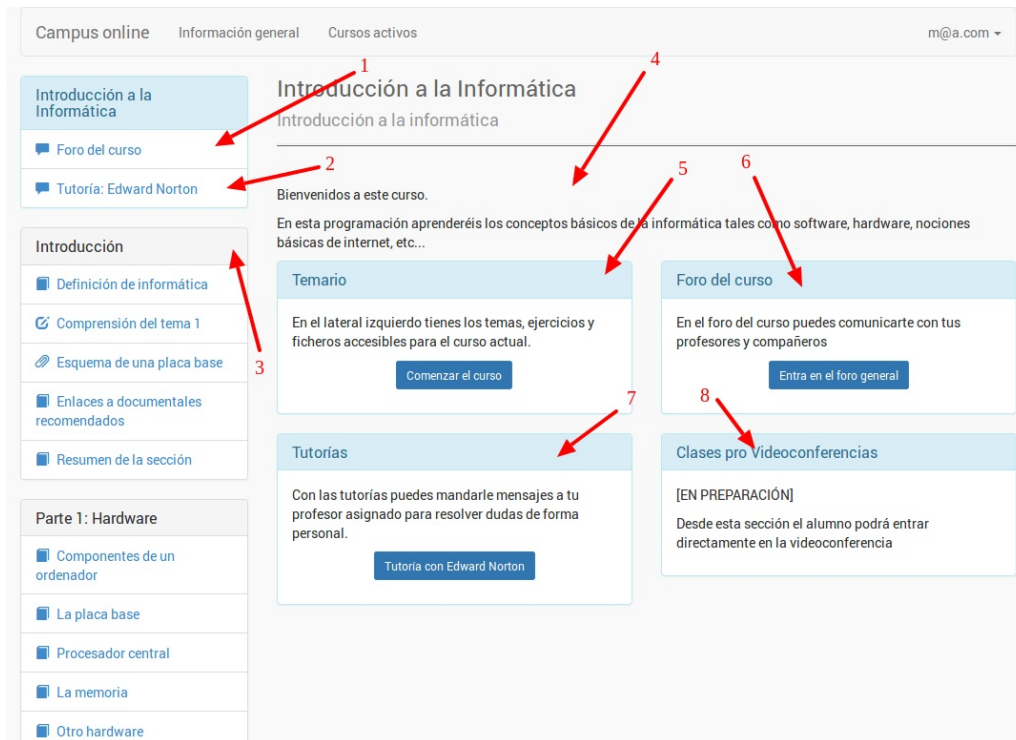 Campus online Información general Cursos activos m@a.com
1
4
Introducción a la
Informática
Foro del curso
2
Tutoría: Edward Norton
Introducción
Definición de informática
Comprensión del tema 1
Esquema de una placa base
3
Enlaces a documentales
recomendados
Resumen de la sección
Parte 1: Hardware
Componentes de un
ordenador
La placa base
Procesador central
La memoria
Otro hardware
Introducción a la Informática
Introducción a la informática
5
6
Bienvenidos a este curso.
En esta programación aprenderéis los conceptos básicos de la informática tales como software, hardware, nociones
básicas de internet, etc...
Temario
En el lateral izquierdo tienes los temas, ejercicios y
ficheros accesibles para el curso actual.
Comenzar el curso
Foro del curso
En el foro del curso puedes comunicarte con tus
profesores y compañeros
Entra en el foro general
7
8
Tutorías
Con las tutorías puedes mandarle mensajes a tu
profesor asignado para resolver dudas de forma
personal.
Tutoría con Edward Norton
Clases pro Videoconferencias
[EN PREPARACIÓN]
Desde esta sección el alumno podrá entrar
directamente en la videoconferencia